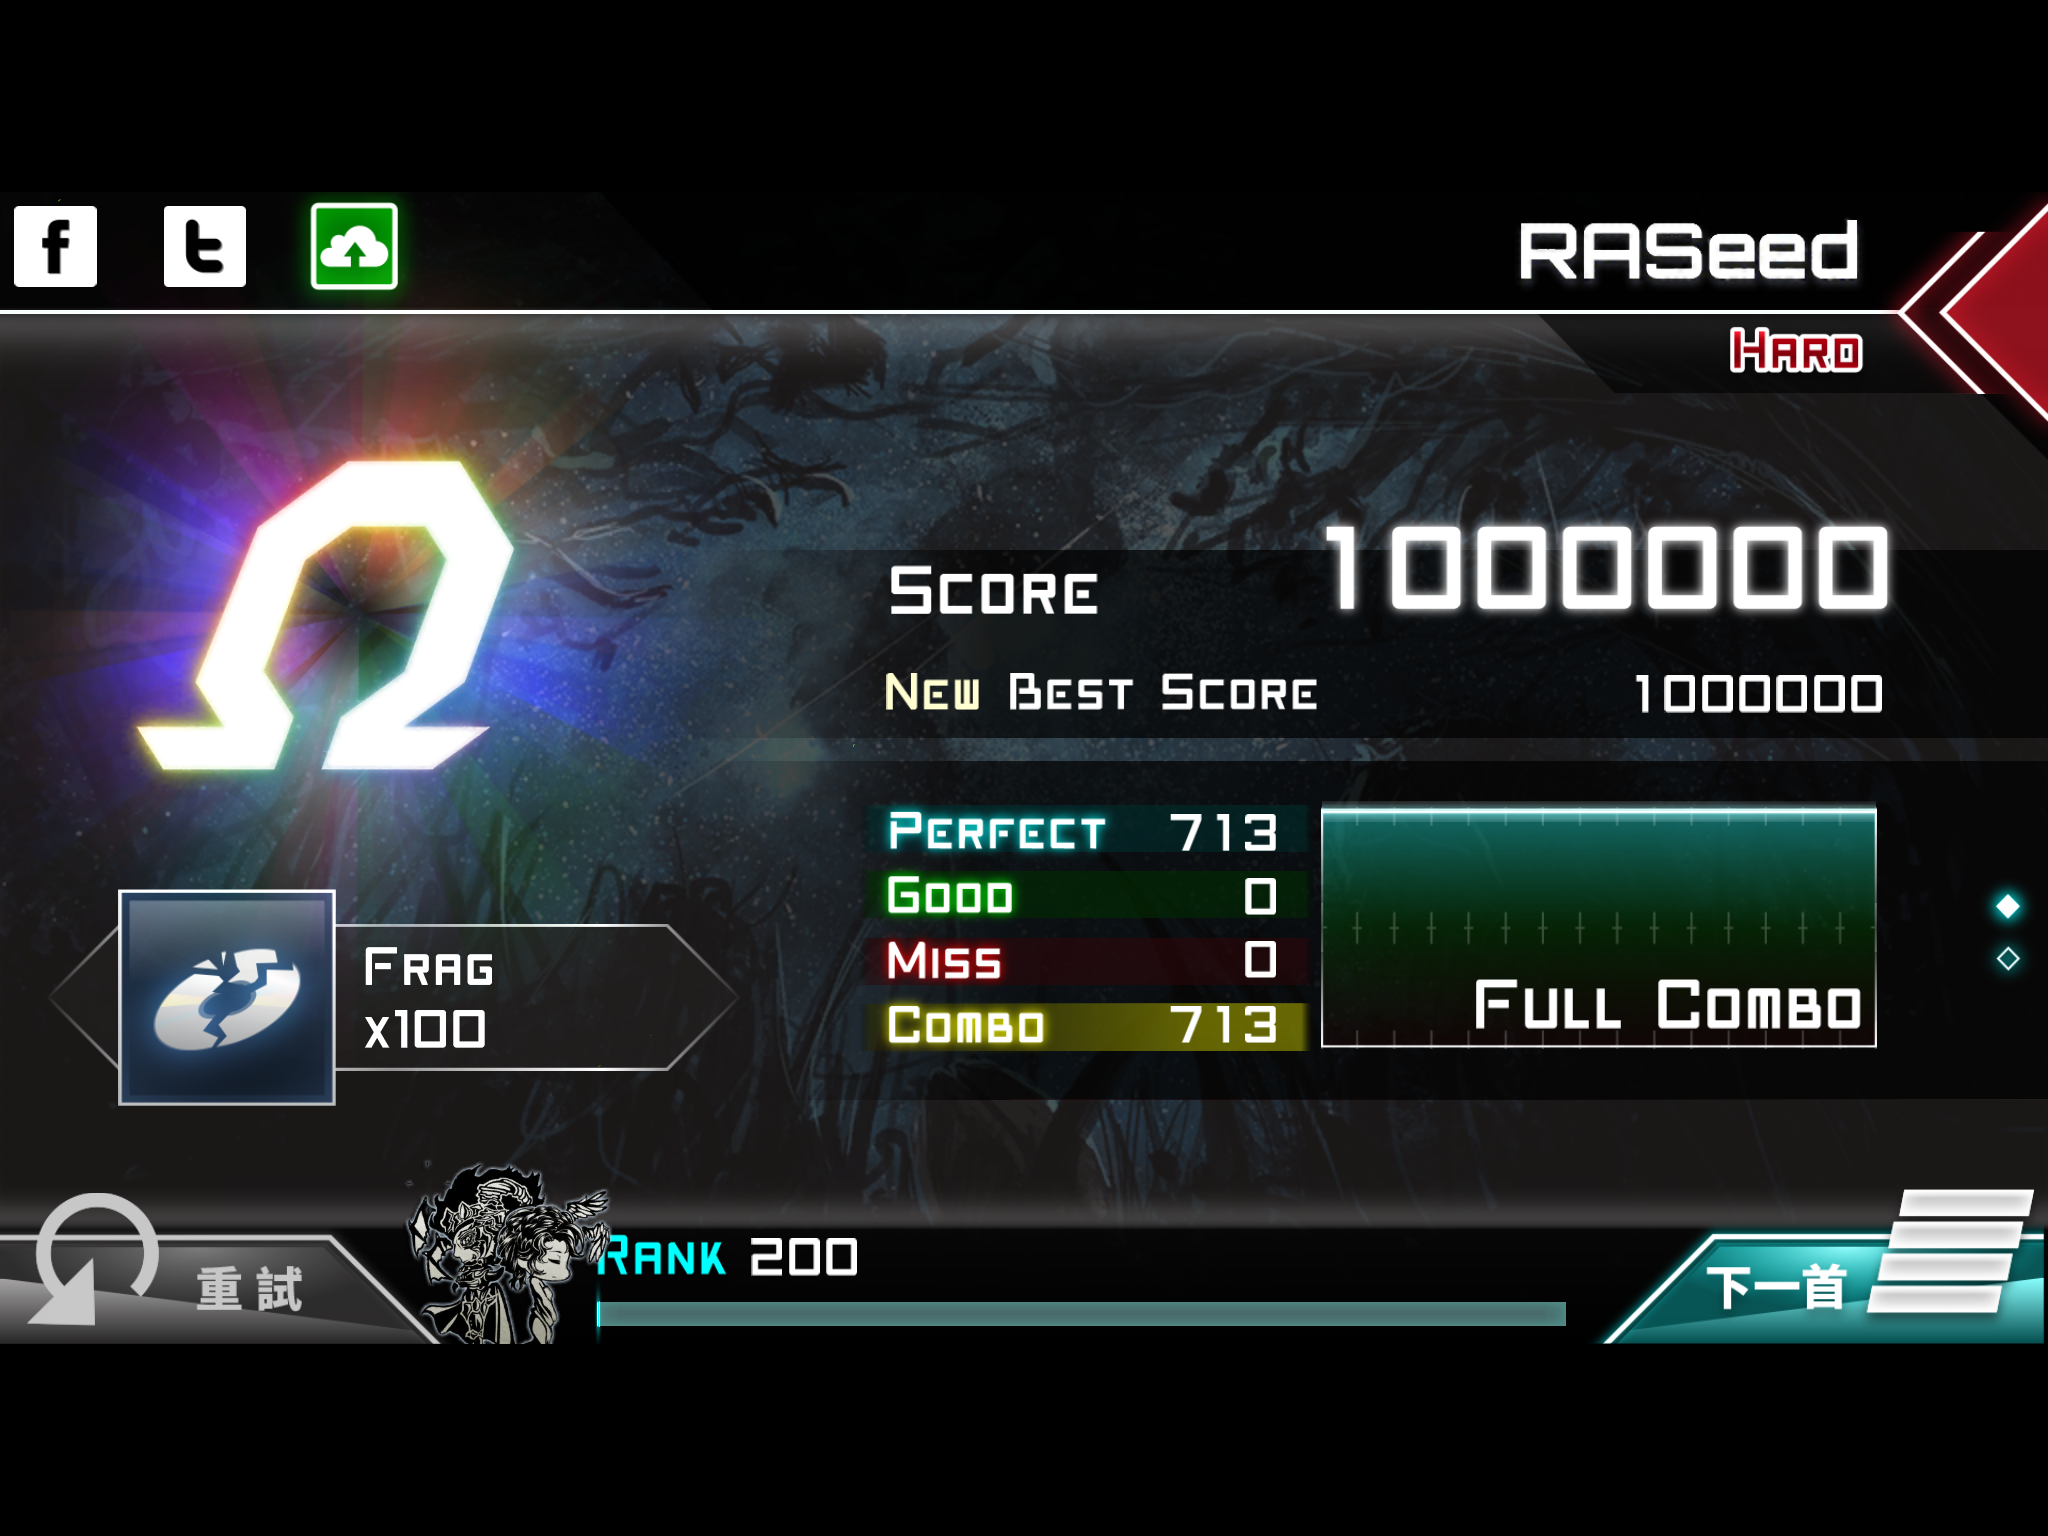 RASeed
HARD
SCORE 1000000
NEW BEST SCORE 1000000
PERFECT 713
GOOD 0
MISS 0
COMBO 713
FULL COMBO
FRAG
x100
重試
RANK 200
下一首